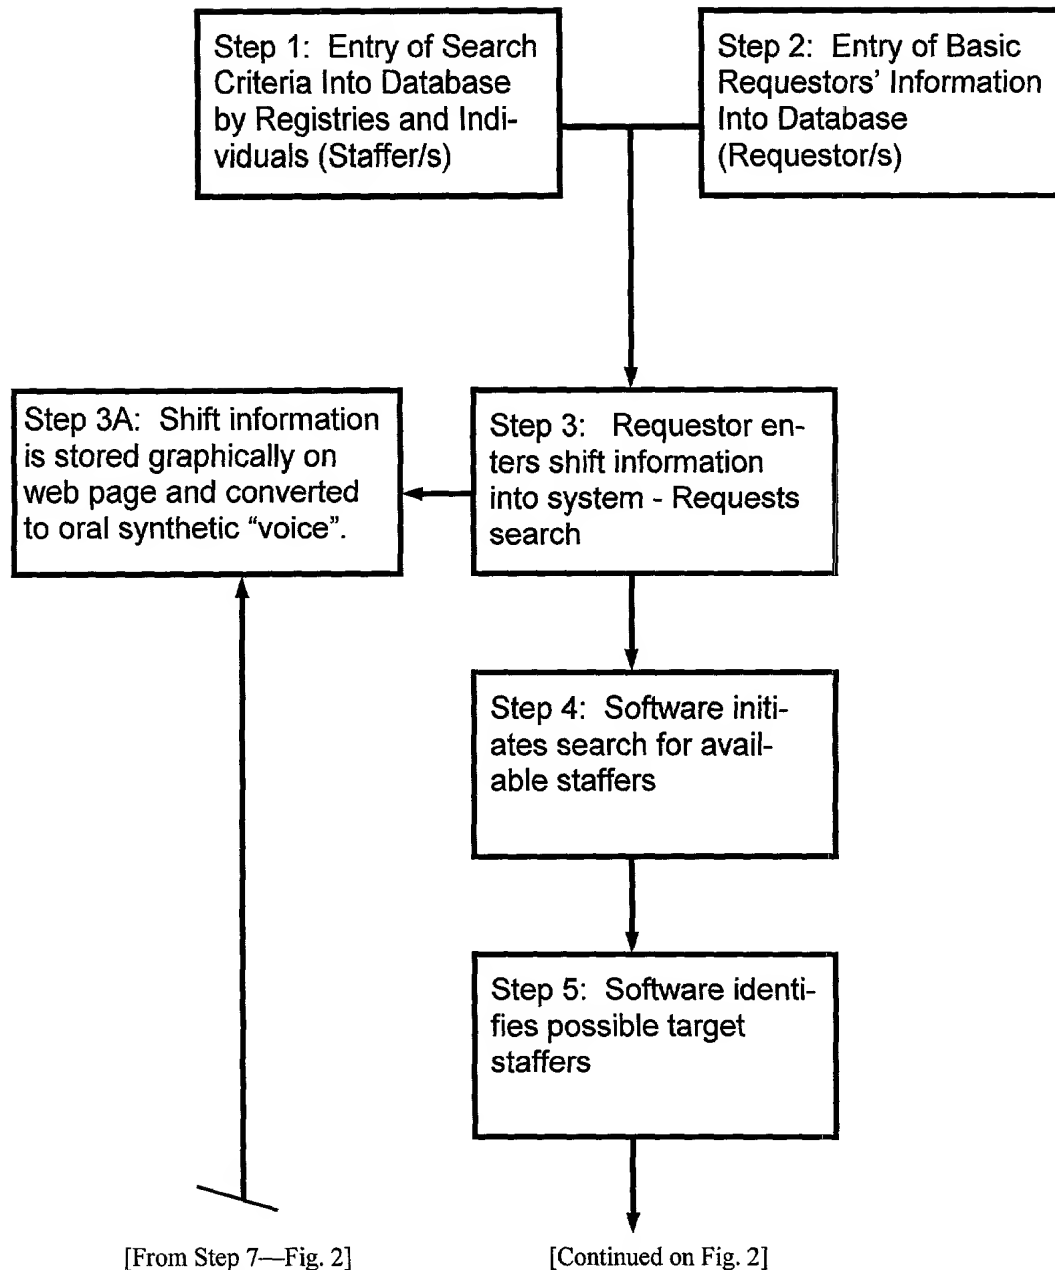 Step 1: Entry of Search
Criteria Into Database
by Registries and Indi-
viduals (Staffer/s)
Step 2: Entry of Basic
Requestors' Information
Into Database
(Requestor/s)
Step 3A: Shift information
is stored graphically on
web page and converted
to oral synthetic “voice”.
Step 3: Requestor en-
ters shift information
into system - Requests
search
Step 4: Software initi-
ates search for avail-
able staffers
Step 5: Software identi-
fies possible target
staffers
[From Step 7—Fig. 2]
[Continued on Fig. 2]